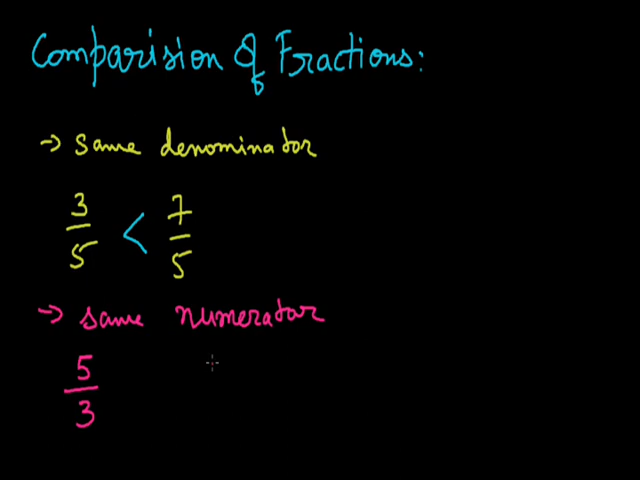 Comparision of Fractions:
→ same denominator
3/5 < 7/5
→ same numerator
5/3